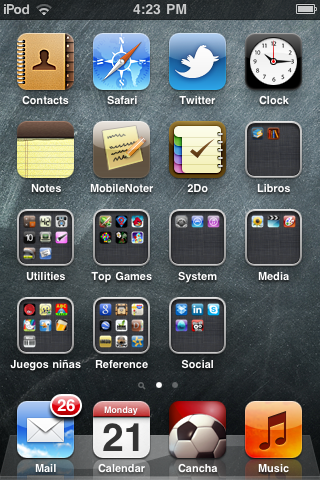 iPod 4:23 PM
Contacts Safari Twitter Clock
Notes MobileNoter 2Do Libros
Utilities Top Games System Media
Juegos niñas Reference Social
26
Monday
21
Mail Calendar Cancha Music